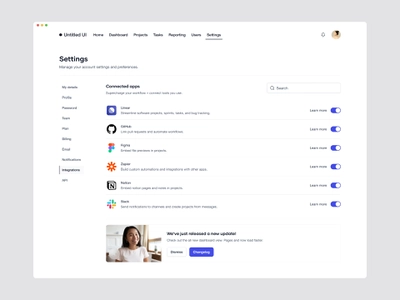 Untitled UI Home Dashboard Projects Tasks Reporting Users Settings
Settings
Manage your account settings and preferences.
My details
Profile
Password
Team
Plan
Billing
Email
Notifications
Integrations
API
Connected apps
Supercharge your workflow
Search
Linear
Streamline software projects, sprints, tasks, and bug tracking.
Learn more
GitHub
Link pull requests and automate workflows.
Learn more
Figma
Embed file previews in projects.
Learn more
Zapier
Build custom automations and integrations with other apps.
Learn more
Notion
Embed notion pages and notes in projects.
Learn more
Slack
Send notifications to channels and create projects from messages.
Learn more
We've just released a new update!
Check out the all new dashboard view. Pages and now load faster.
Dismiss Changelog